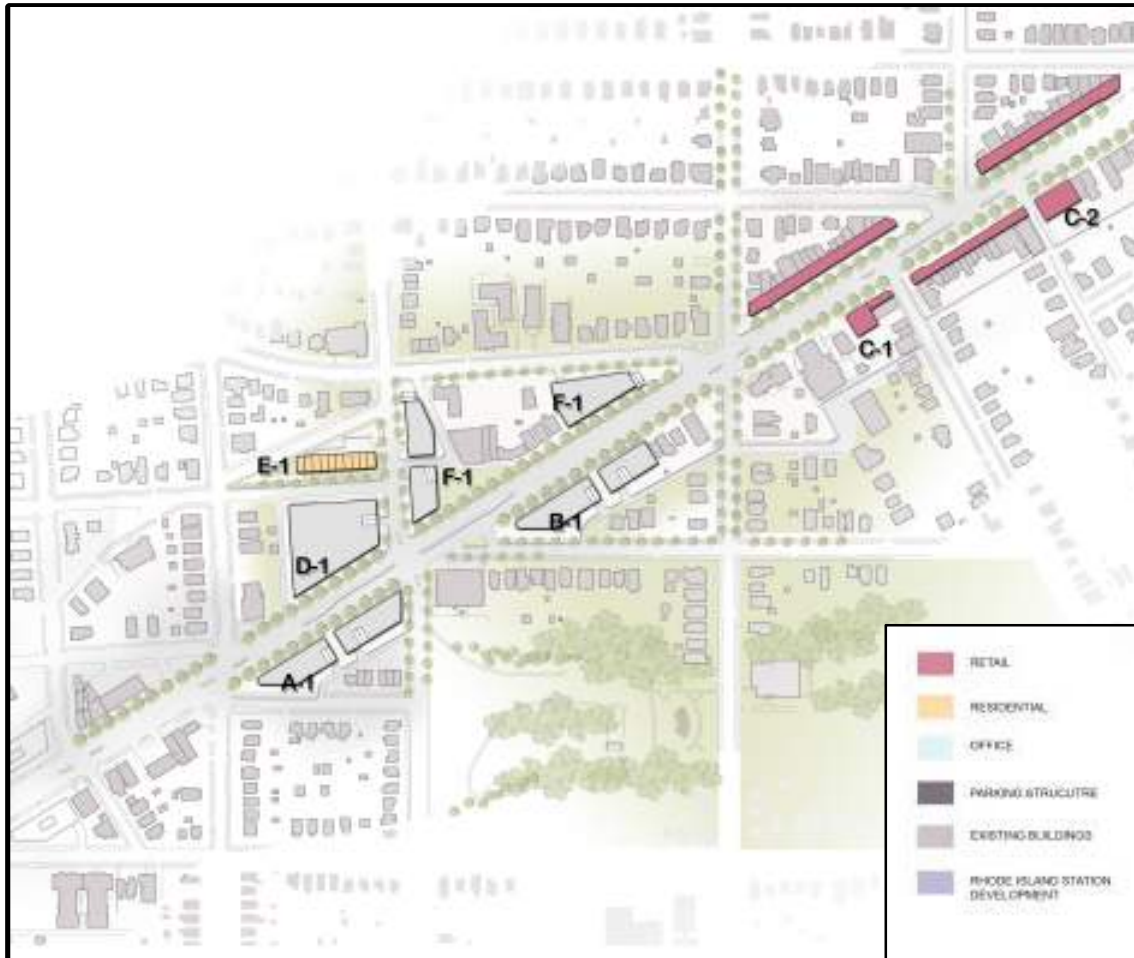 C-2
C-1
F-1
E-1
F-1
B-1
D-1
A-1
RETAIL
RESIDENTIAL
OFFICE
PARKING STRUCUTRE
EXISTING BUILDINGS
RHODE ISLAND STATION
DEVELOPMENT